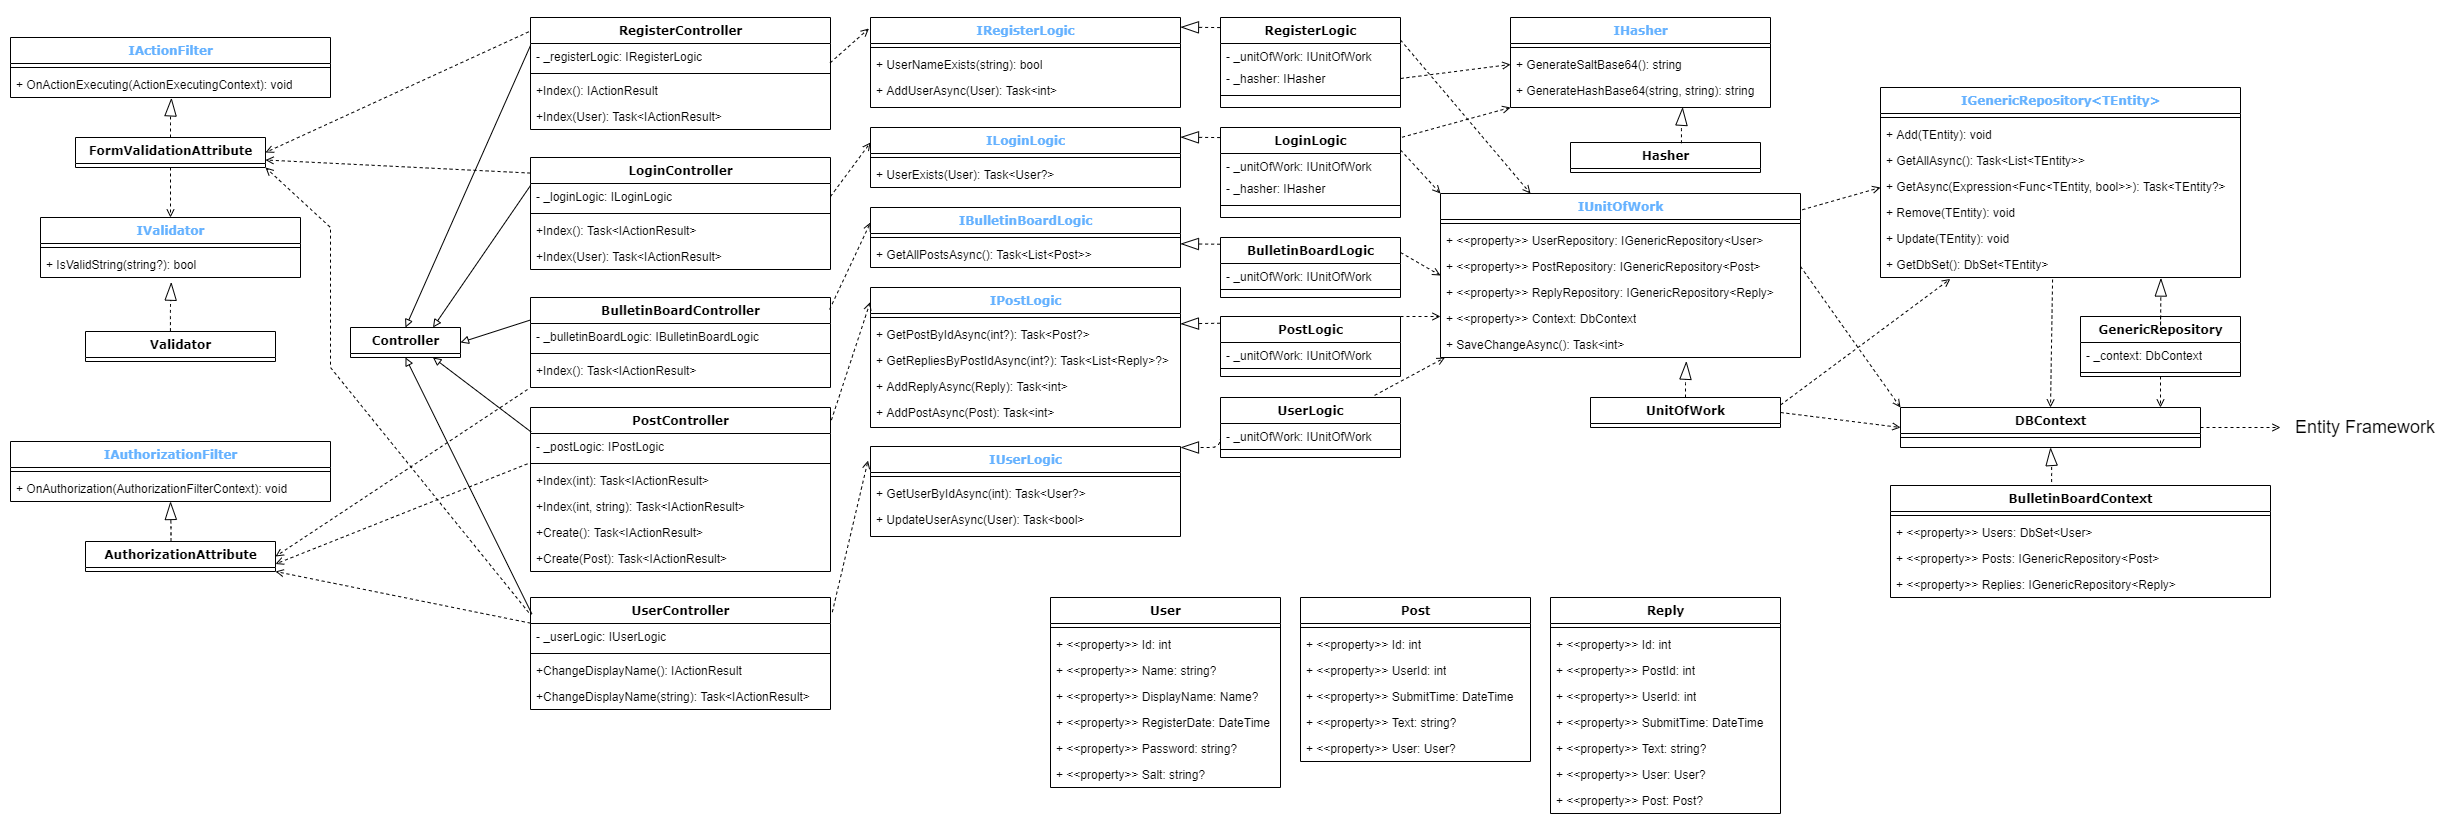 IActionFilter
+ OnActionExecuting(ActionExecutingContext): void
FormValidationAttribute
IValidator
+ IsValidString(string?): bool
Validator
IAuthorizationFilter
+ OnAuthorization(AuthorizationFilterContext): void
AuthorizationAttribute
Controller
RegisterController
- _registerLogic: IRegisterLogic
+Index(): IActionResult
+Index(User): Task<IActionResult>
LoginController
- _loginLogic: ILoginLogic
+Index(): Task<IActionResult>
+Index(User): Task<IActionResult>
BulletinBoardController
- _bulletinBoardLogic: IBulletinBoardLogic
+Index(): Task<IActionResult>
PostController
- _postLogic: IPostLogic
+Index(int): Task<IActionResult>
+Index(int, string): Task<IActionResult>
+Create(): Task<IActionResult>
+Create(Post): Task<IActionResult>
UserController
- _userLogic: IUserLogic
+ChangeDisplayName(): IActionResult
+ChangeDisplayName(string): Task<IActionResult>
IRegisterLogic
+ UserNameExists(string): bool
+ AddUserAsync(User): Task<int>
ILoginLogic
+ UserExists(User): Task<User?>
IBulletinBoardLogic
+ GetAllPostsAsync(): Task<List<Post>>
IPostLogic
+ GetPostByIdAsync(int?): Task<Post?>
+ GetRepliesByPostIdAsync(int?): Task<List<Reply>?>
+ AddReplyAsync(Reply): Task<int>
+ AddPostAsync(Post): Task<int>
IUserLogic
+ GetUserByIdAsync(int): Task<User?>
+ UpdateUserAsync(User): Task<bool>
RegisterLogic
- _unitOfWork: IUnitOfWork
- _hasher: IHasher
LoginLogic
- _unitOfWork: IUnitOfWork
- _hasher: IHasher
BulletinBoardLogic
- _unitOfWork: IUnitOfWork
PostLogic
- _unitOfWork: IUnitOfWork
UserLogic
- _unitOfWork: IUnitOfWork
IHasher
+ GenerateSaltBase64(): string
+ GenerateHashBase64(string, string): string
Hasher
IUnitOfWork
+ <<property>> UserRepository: IGenericRepository<User>
+ <<property>> PostRepository: IGenericRepository<Post>
+ <<property>> ReplyRepository: IGenericRepository<Reply>
+ <<property>> Context: DbContext
+ SaveChangeAsync(): Task<int>
UnitOfWork
IGenericRepository<TEntity>
+ Add(TEntity): void
+ GetAllAsync(): Task<List<TEntity>>
+ GetAsync(Expression<Func<TEntity, bool>>): Task<TEntity?>
+ Remove(TEntity): void
+ Update(TEntity): void
+ GetDbSet(): DbSet<TEntity>
GenericRepository
- _context: DbContext
DBContext
Entity Framework
BulletinBoardContext
+ <<property>> Users: DbSet<User>
+ <<property>> Posts: IGenericRepository<Post>
+ <<property>> Replies: IGenericRepository<Reply>
User
+ <<property>> Id: int
+ <<property>> Name: string?
+ <<property>> DisplayName: Name?
+ <<property>> RegisterDate: DateTime
+ <<property>> Password: string?
+ <<property>> Salt: string?
Post
+ <<property>> Id: int
+ <<property>> UserId: int
+ <<property>> SubmitTime: DateTime
+ <<property>> Text: string?
+ <<property>> User: User?
Reply
+ <<property>> Id: int
+ <<property>> PostId: int
+ <<property>> UserId: int
+ <<property>> SubmitTime: DateTime
+ <<property>> Text: string?
+ <<property>> User: User?
+ <<property>> Post: Post?